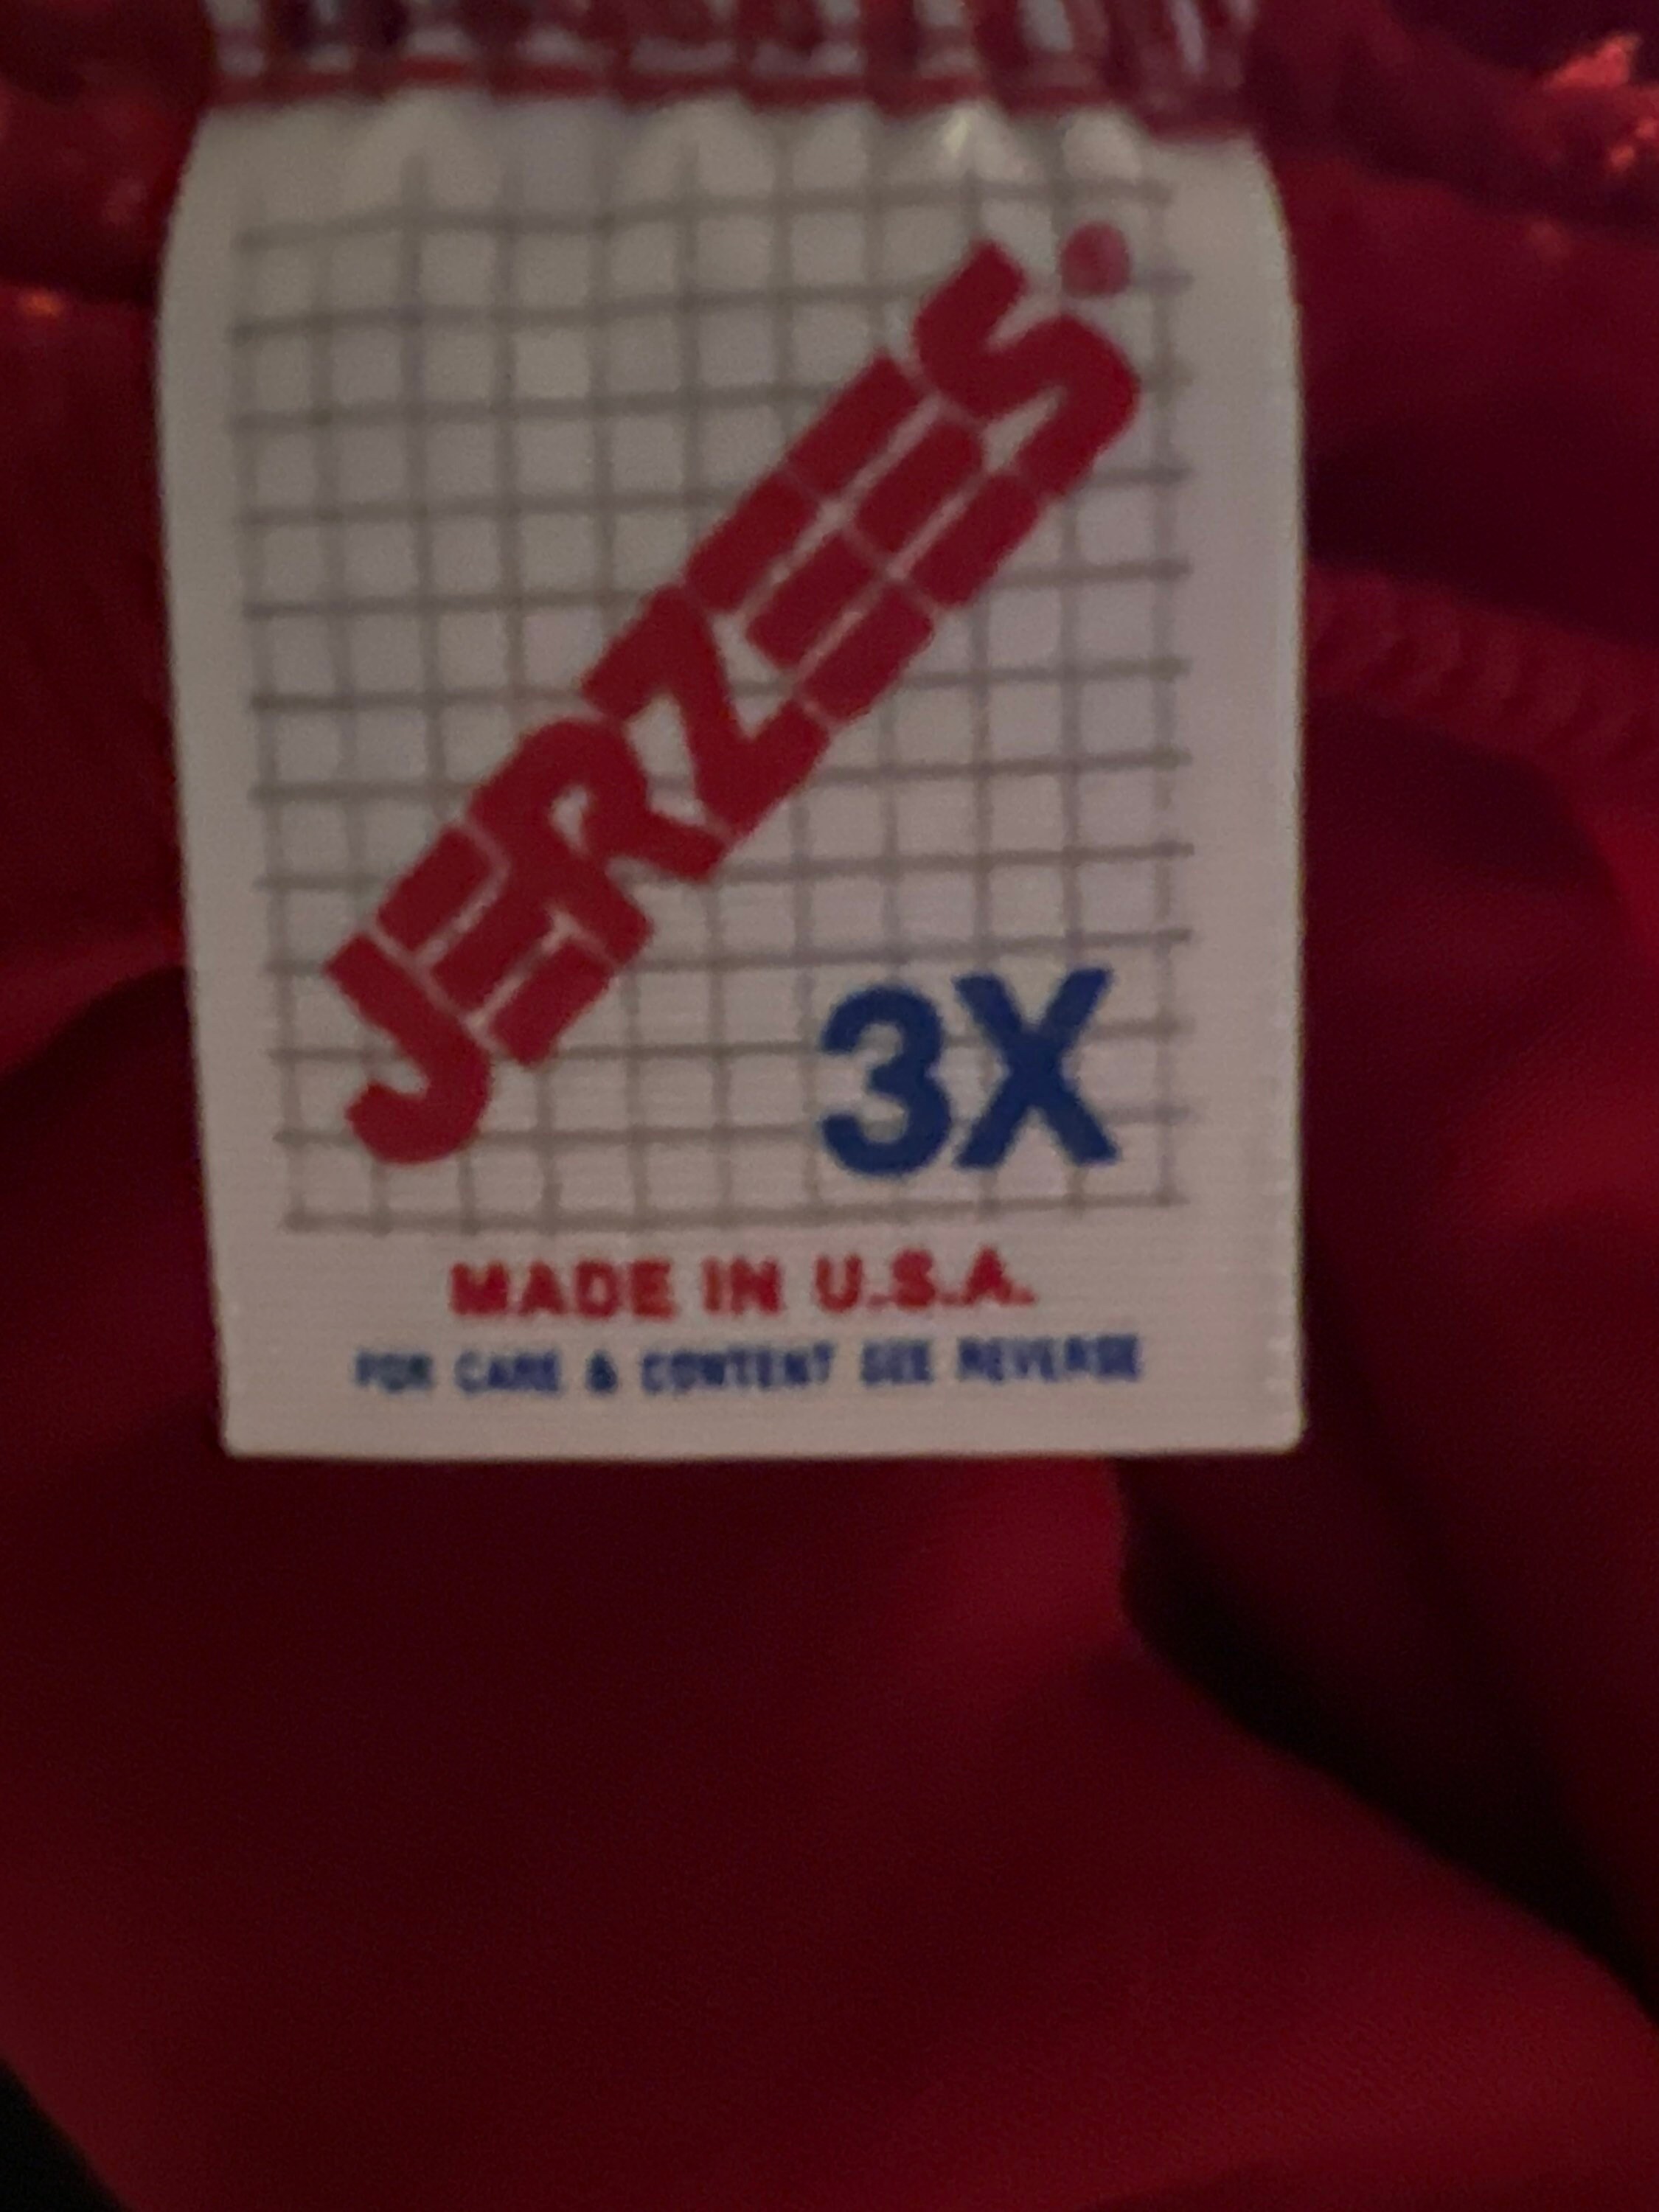 JERZEES
3X
MADE IN U.S.A.
FOR CARE & CONTENT SEE REVERSE